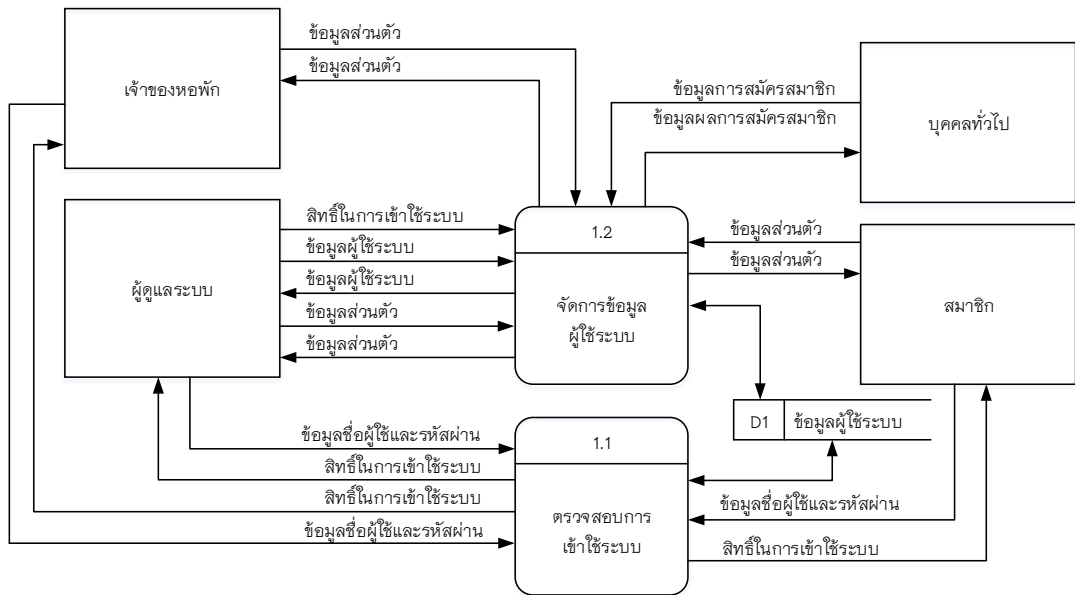 ข้อมูลส่วนตัว
ข้อมูลส่วนตัว
เจ้าของหอพัก
ข้อมูลการสมัครสมาชิก
ข้อมูลผลการสมัครสมาชิก
บุคคลทั่วไป
สิทธิ์ในการเข้าใช้ระบบ
ข้อมูลผู้ใช้ระบบ
ข้อมูลผู้ใช้ระบบ
ข้อมูลส่วนตัว
ข้อมูลส่วนตัว
ผู้ดูแลระบบ
1.2
จัดการข้อมูล
ผู้ใช้ระบบ
ข้อมูลส่วนตัว
ข้อมูลส่วนตัว
สมาชิก
D1
ข้อมูลผู้ใช้ระบบ
ข้อมูลชื่อผู้ใช้และรหัสผ่าน
สิทธิ์ในการเข้าใช้ระบบ
สิทธิ์ในการเข้าใช้ระบบ
ข้อมูลชื่อผู้ใช้และรหัสผ่าน
1.1
ตรวจสอบการ
เข้าใช้ระบบ
ข้อมูลชื่อผู้ใช้และรหัสผ่าน
สิทธิ์ในการเข้าใช้ระบบ